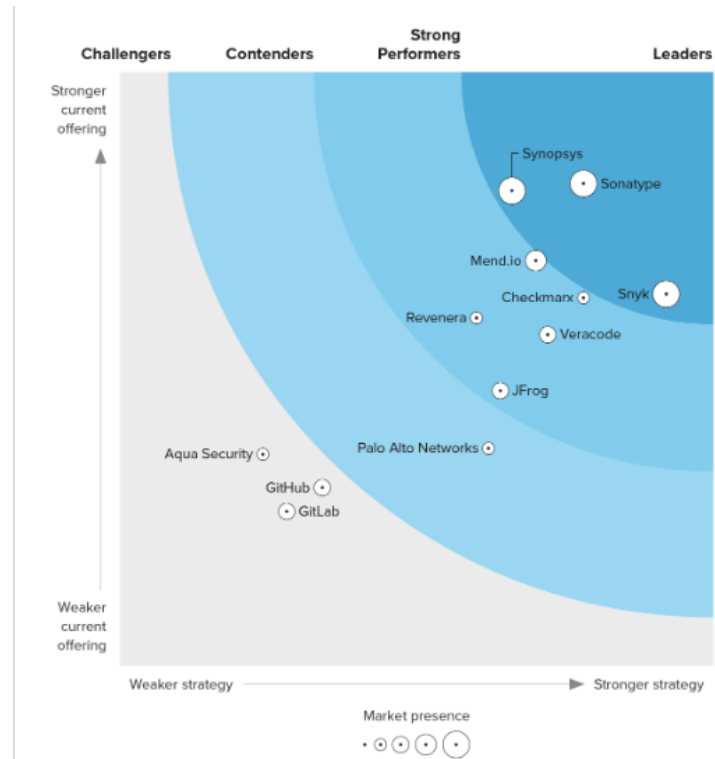 Challengers
Contenders
Strong
Performers
Leaders
Stronger
current
offering
Synopsys
Sonatype
Mend.io
Checkmarx
Snyk
Revenera
Veracode
JFrog
Palo Alto Networks
Aqua Security
GitHub
GitLab
Weaker
current
offering
Weaker strategy
Stronger strategy
Market presence